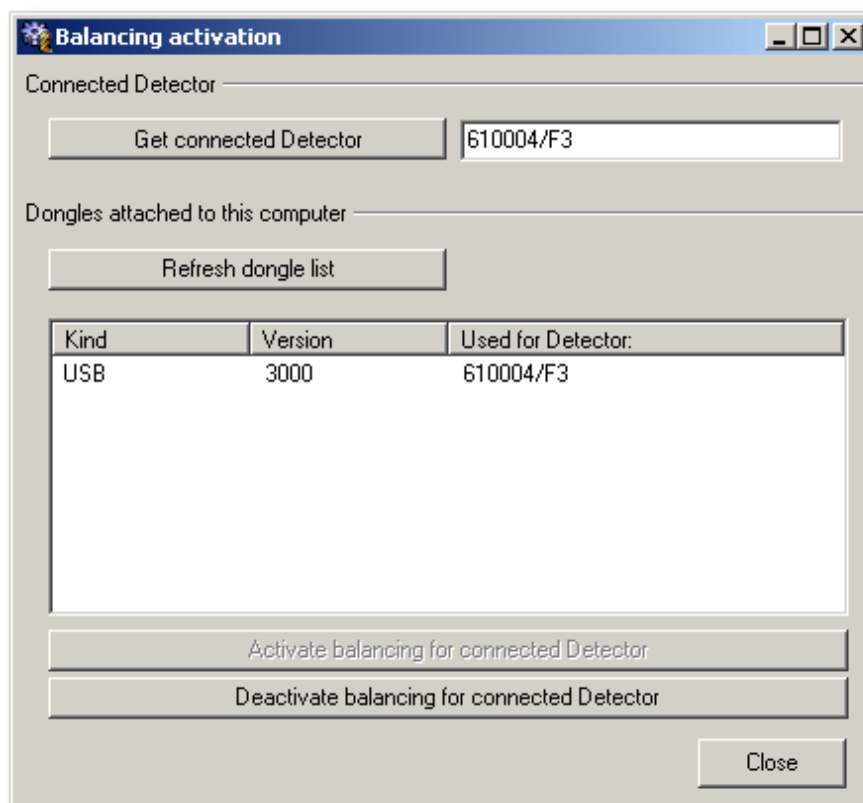 Balancing activation
Connected Detector
Get connected Detector 610004/F3
Dongles attached to this computer
Refresh dongle list
Kind Version Used for Detector:
USB 3000 610004/F3
Activate balancing for connected Detector
Deactivate balancing for connected Detector
Close